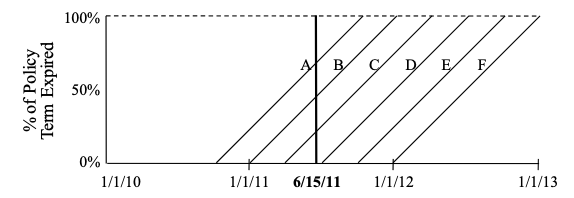 100%
% of Policy
Term Expired
A B C D E F
50%
0%
1/1/10 1/1/11 6/15/11 1/1/12 1/1/13